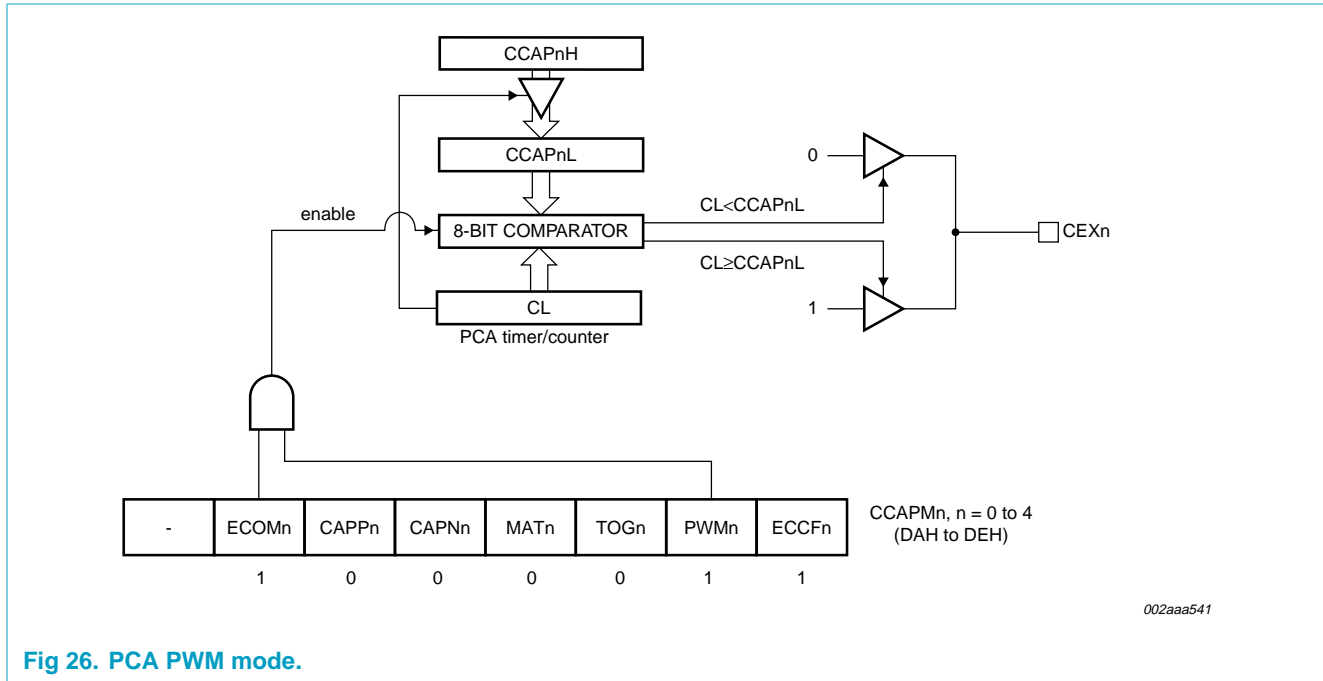 CCAPnH
CCAPnL
0
CL<CCAPnL
enable
8-BIT COMPARATOR
CEXn
CL≥CCAPnL
CL
1
PCA timer/counter
- ECOMn CAPPn CAPNn MATn TOGn PWMn ECCFn
CCAPMn, n = 0 to 4
(DAH to DEH)
1 0 0 0 0 1 1
002aaa541
Fig 26. PCA PWM mode.